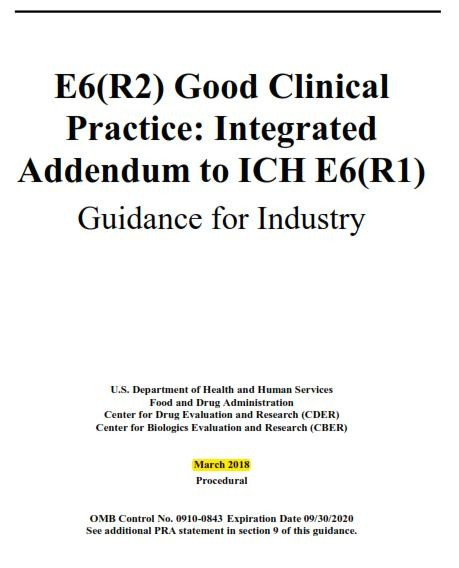 E6(R2) Good Clinical
Practice: Integrated
Addendum to ICH E6(R1)
Guidance for Industry
U.S. Department of Health and Human Services
Food and Drug Administration
Center for Drug Evaluation and Research (CDER)
Center for Biologics Evaluation and Research (CBER)
March 2018
Procedural
OMB Control No. 0910-0843 Expiration Date 09/30/2020
See additional PRA statement in section 9 of this guidance.